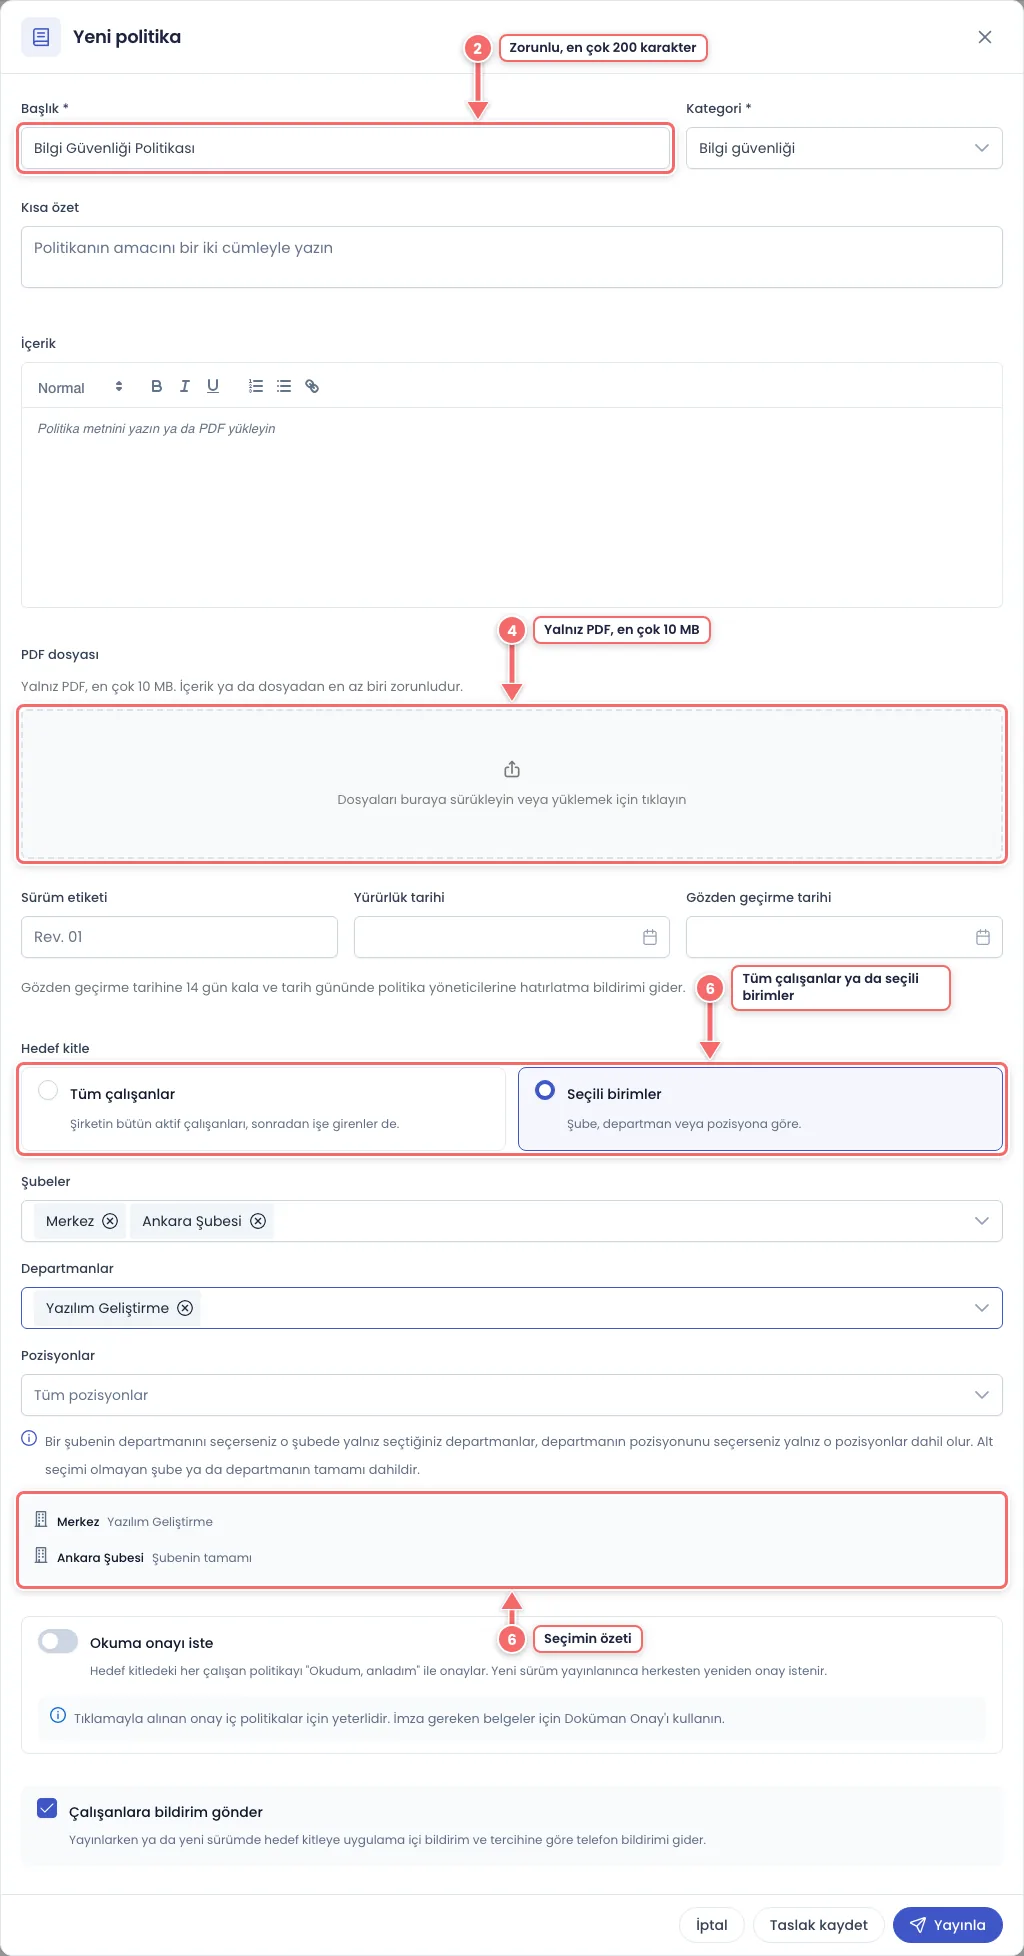 Yeni politika
2
Zorunlu, en çok 200 karakter
Başlık *
Kategori *
Bilgi Güvenliği Politikası
Bilgi güvenliği
Kısa özet
Politikanın amacını bir iki cümleyle yazın
İçerik
Normal
B I U
Politika metnini yazın ya da PDF yükleyin
4
Yalnız PDF, en çok 10 MB
PDF dosyası
Yalnız PDF, en çok 10 MB. İçerik ya da dosyadan en az biri zorunludur.
Dosyaları buraya sürükleyin veya yüklemek için tıklayın
Sürüm etiketi
Yürürlük tarihi
Gözden geçirme tarihi
Rev. 01
Gözden geçirme tarihine 14 gün kala ve tarih gününde politika yöneticilerine hatırlatma bildirimi gider.
6
Tüm çalışanlar ya da seçili
birimler
Hedef kitle
Tüm çalışanlar
Şirketin bütün aktif çalışanları, sonradan işe girenler de.
Seçili birimler
Şube, departman veya pozisyona göre.
Şubeler
Merkez
Ankara Şubesi
Departmanlar
Yazılım Geliştirme
Pozisyonlar
Tüm pozisyonlar
Bir şubenin departmanını seçerseniz o şubede yalnız seçtiğiniz departmanlar, departmanın pozisyonunu seçerseniz yalnız o pozisyonlar dahil olur. Alt
seçimi olmayan şube ya da departmanın tamamı dahildir.
Merkez Yazılım Geliştirme
Ankara Şubesi Şubenin tamamı
6
Seçimin özeti
Okuma onayı iste
Hedef kitledeki her çalışan politikayı "Okudum, anladım" ile onaylar. Yeni sürüm yayınlanınca herkesten yeniden onay istenir.
Tıklamayla alınan onay iç politikalar için yeterlidir. İmza gereken belgeler için Doküman Onay'ı kullanın.
Çalışanlara bildirim gönder
Yayınlarken ya da yeni sürümde hedef kitleye uygulama içi bildirim ve tercihine göre telefon bildirimi gider.
İptal
Taslak kaydet
Yayınla